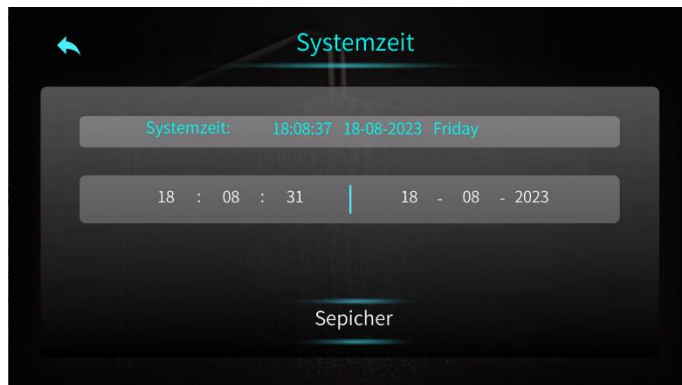 Systemzeit
Systemzeit: 18:08:37 18-08-2023 Friday
18 : 08 : 31 18 - 08 - 2023
Sepicher